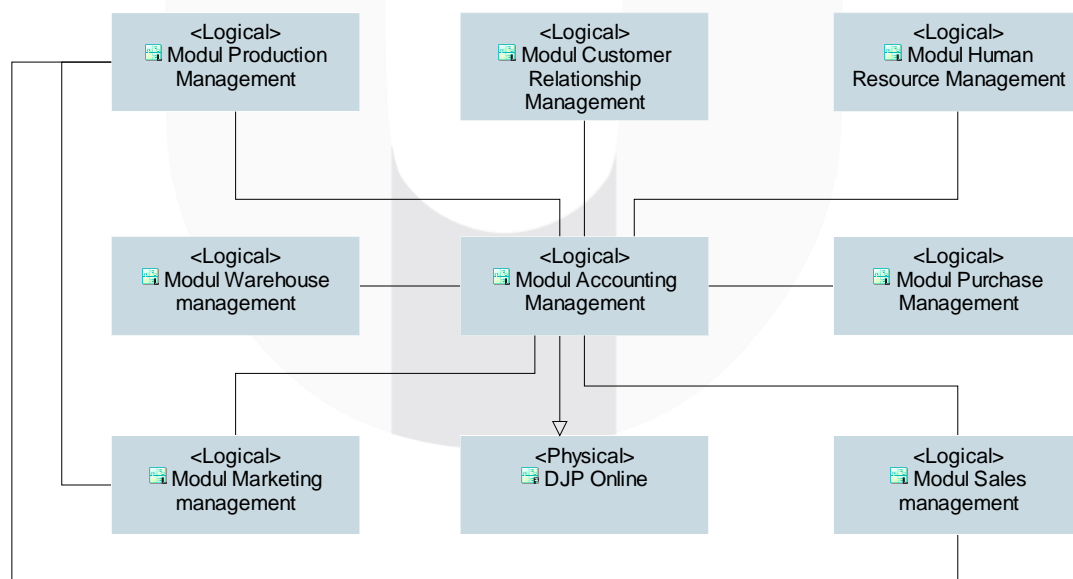 <Logical>
Modul Production
Management
<Logical>
Modul Customer
Relationship
Management
<Logical>
Modul Human
Resource Management
<Logical>
Modul Warehouse
management
<Logical>
Modul Accounting
Management
<Logical>
Modul Purchase
Management
<Logical>
Modul Marketing
management
<Physical>
DJP Online
<Logical>
Modul Sales
management